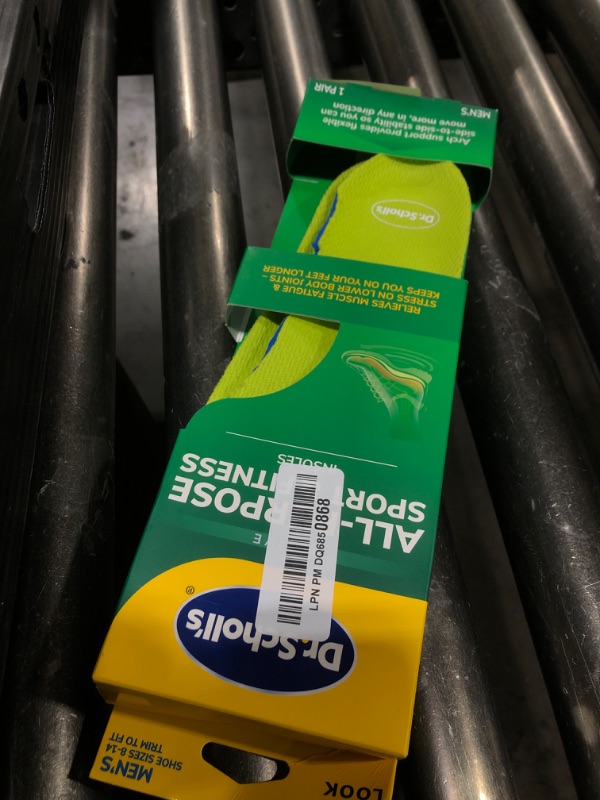 LOOK
MEN'S
SHOE SIZES 8-14
TRIM TO FIT
Dr. Scholl's®
SPORT
FITNESS
INSOLES
LPN PM DQ6850868
RELIEVES MUSCLE FATIGUE &
STRESS ON LOWER BODY JOINTS –
KEEPS YOU ON YOUR FEET LONGER
Dr. Scholl's
Arch support provides flexible
side-to-side stability so you can
move more, in any direction
MEN'S
1 PAIR